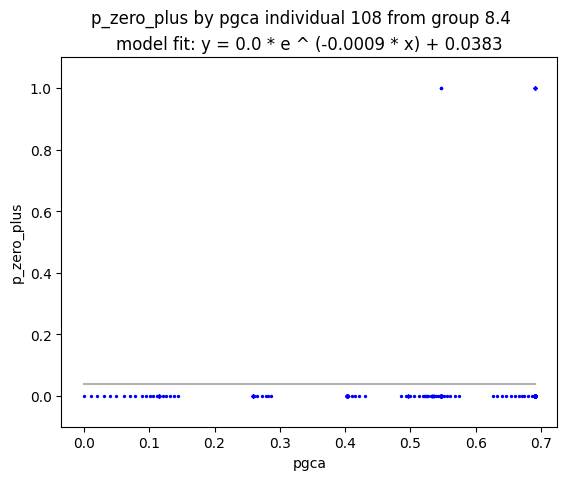 p_zero_plus by pgca individual 108 from group 8.4
model fit: y = 0.0 * e ^ (-0.0009 * x) + 0.0383
1.0
0.8
0.6
0.4
0.2
0.0
p_zero_plus
0.0 0.1 0.2 0.3 0.4 0.5 0.6 0.7
pgca